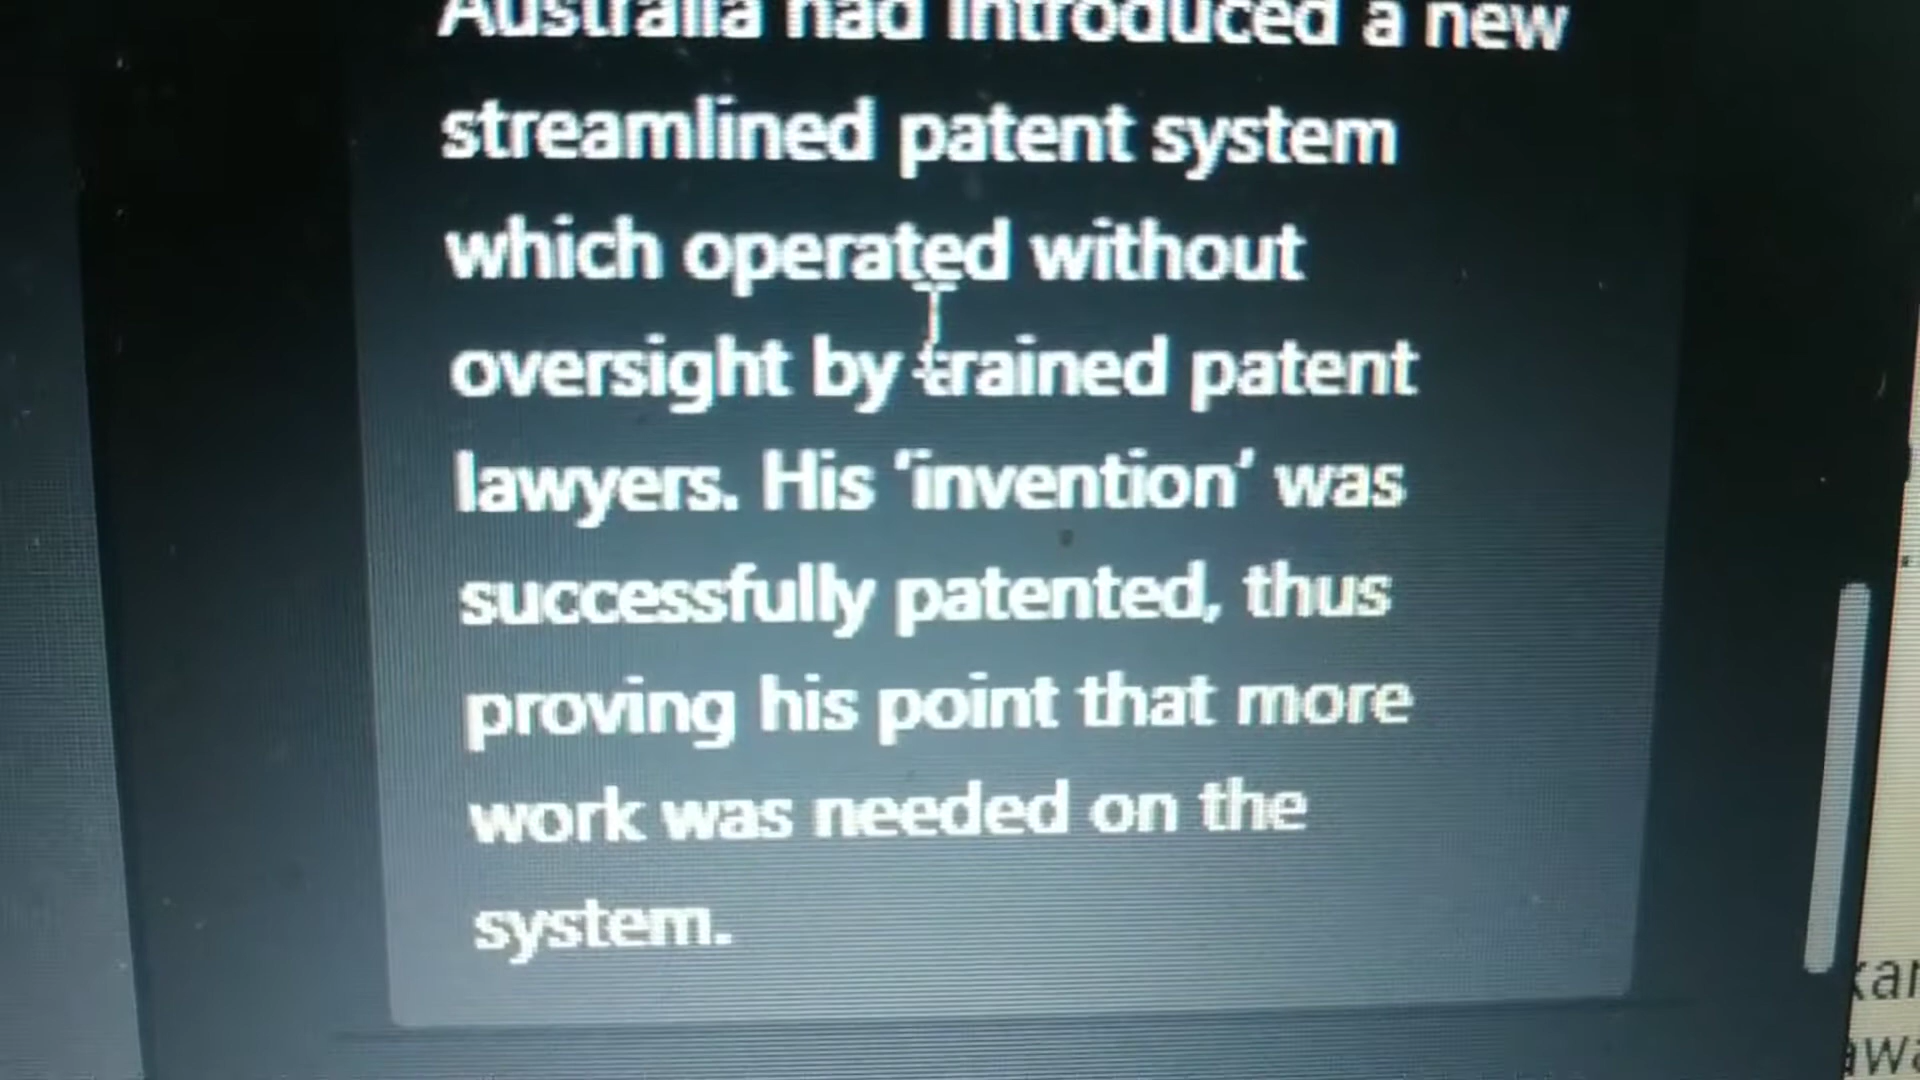 Australia had introduced a new
streamlined patent system
which operated without
oversight by trained patent
lawyers. His ‘invention’ was
successfully patented, thus
proving his point that more
work was needed on the
system.